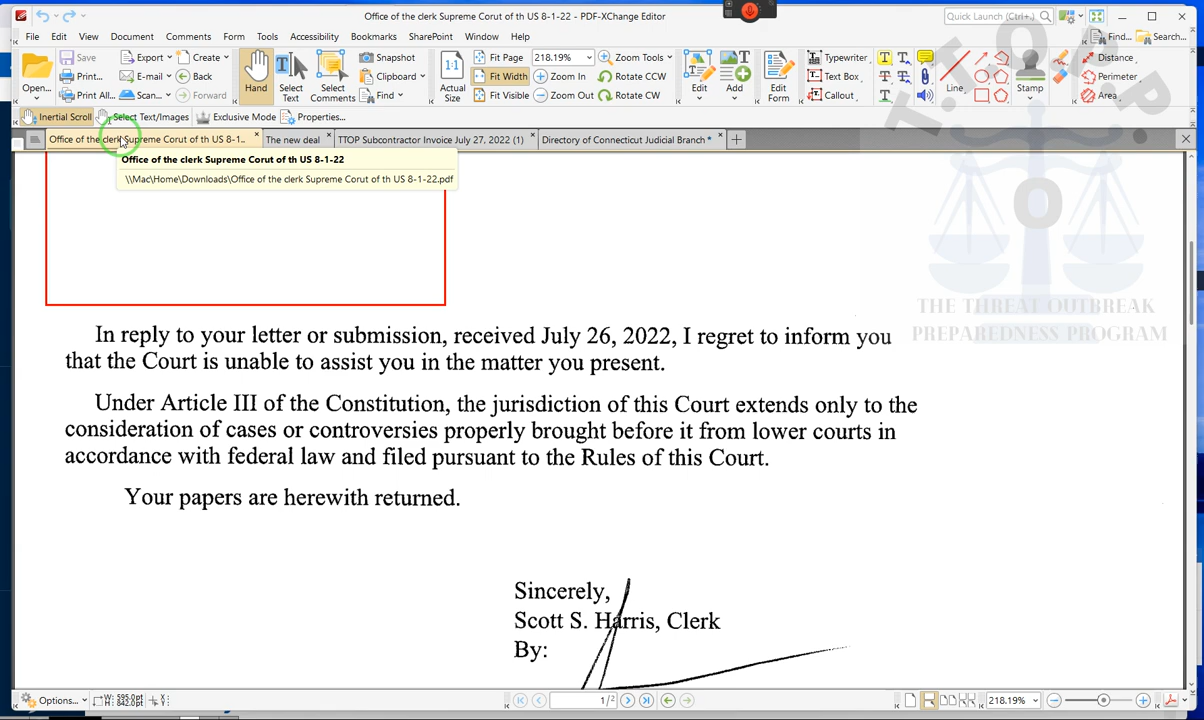 Office of the clerk Supreme Corut of th US 8-1-22 - PDF-XChange Editor
Quick Launch (Ctrl+.)
File Edit View Document Comments Form Tools Accessibility Bookmarks SharePoint Window Help
Find... Search...
Open... Save Print... Print All... Export E-mail Scan... Create Back Forward
Hand Select Text Select Comments Snapshot Clipboard Find
Actual Size Fit Page Fit Width Fit Visible 218.19% Zoom In Zoom Out Zoom Tools Rotate CCW Rotate CW
Edit Add Edit Form Typewriter Text Box Callout
Line Stamp Distance Perimeter Area
T.T.O.P.P.
Inertial Scroll Select Text/Images Exclusive Mode Properties...
Office of the clerk Supreme Corut of th US 8-1... The new deal TTOP Subcontractor Invoice July 27, 2022 (1) Directory of Connecticut Judicial Branch *
Office of the clerk Supreme Corut of th US 8-1-22
\\Mac\Home\Downloads\Office of the clerk Supreme Corut of th US 8-1-22.pdf
THE THREAT OUTBREAK
PREPAREDNESS PROGRAM
In reply to your letter or submission, received July 26, 2022, I regret to inform you
that the Court is unable to assist you in the matter you present.
Under Article III of the Constitution, the jurisdiction of this Court extends only to the
consideration of cases or controversies properly brought before it from lower courts in
accordance with federal law and filed pursuant to the Rules of this Court.
Your papers are herewith returned.
Sincerely,
Scott S. Harris, Clerk
By:
Options... W: 595.0pt H: 842.0pt X: Y: 1/2 218.19%